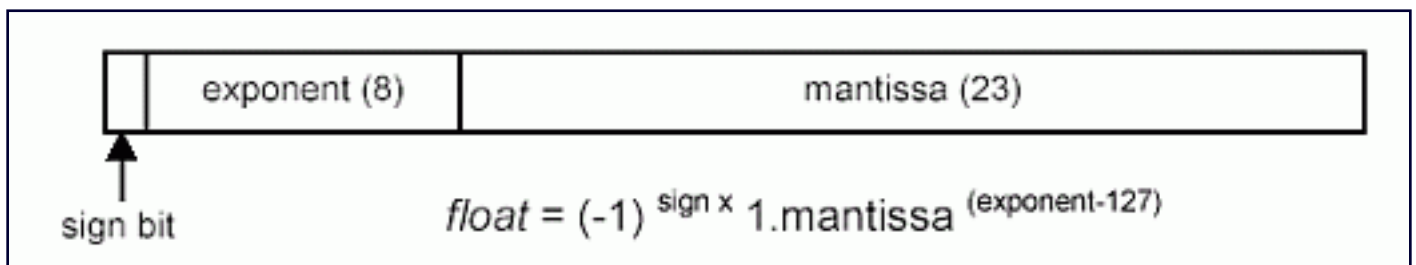 exponent (8) mantissa (23)
sign bit
float = (-1) sign x 1.mantissa (exponent-127)